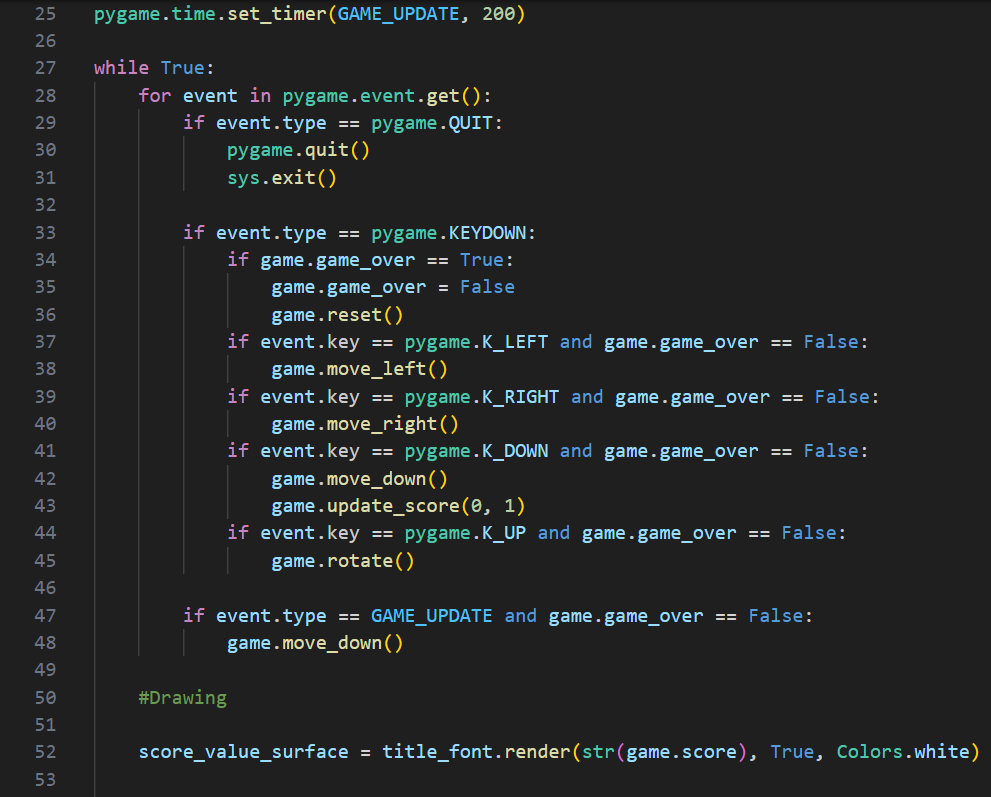 25 pygame.time.set_timer(GAME_UPDATE, 200)
26
27 while True:
28     for event in pygame.event.get():
29         if event.type == pygame.QUIT:
30             pygame.quit()
31             sys.exit()
32
33         if event.type == pygame.KEYDOWN:
34             if game.game_over == True:
35                 game.game_over = False
36                 game.reset()
37             if event.key == pygame.K_LEFT and game.game_over == False:
38                 game.move_left()
39             if event.key == pygame.K_RIGHT and game.game_over == False:
40                 game.move_right()
41             if event.key == pygame.K_DOWN and game.game_over == False:
42                 game.move_down()
43                 game.update_score(0, 1)
44             if event.key == pygame.K_UP and game.game_over == False:
45                 game.rotate()
46
47         if event.type == GAME_UPDATE and game.game_over == False:
48             game.move_down()
49
50     #Drawing
51
52     score_value_surface = title_font.render(str(game.score), True, Colors.white)
53